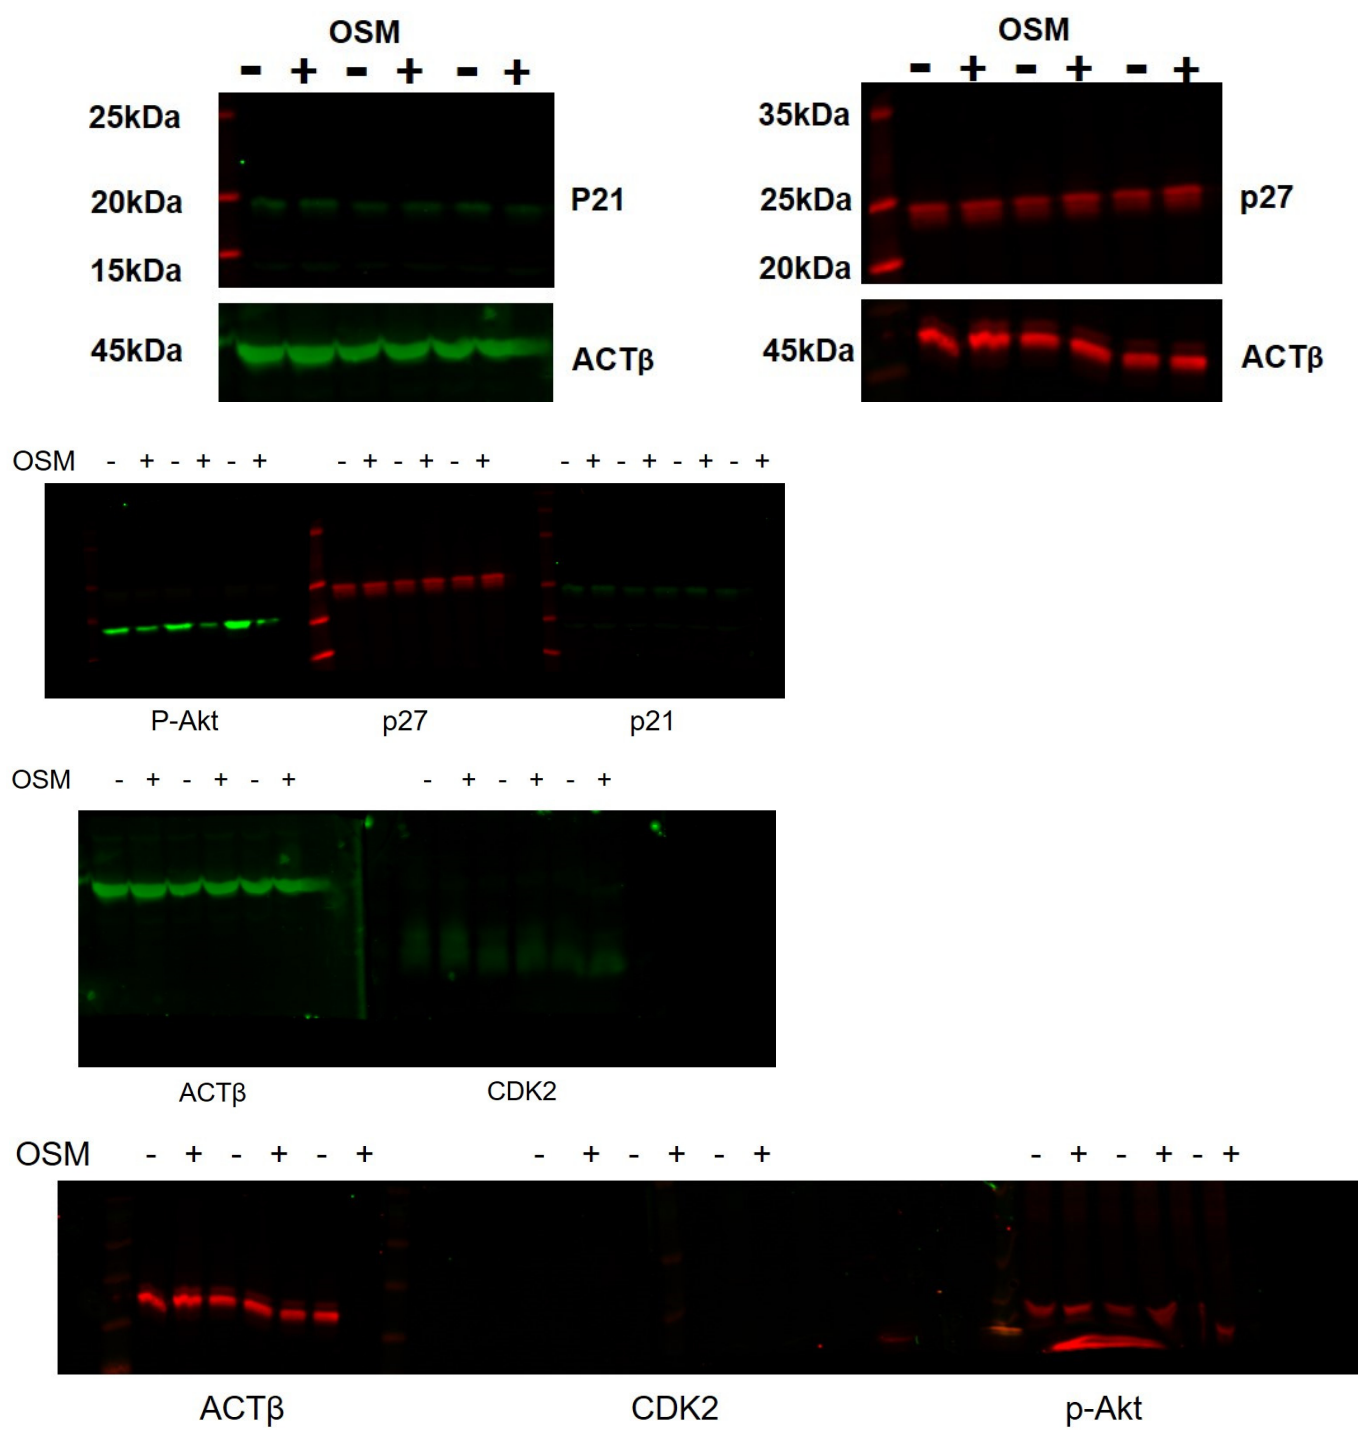 OSM
- + - + - +
25kDa
20kDa
15kDa
P21
45kDa
ACTβ
OSM
- + - + - +
35kDa
25kDa
20kDa
p27
45kDa
ACTβ
OSM - + - + - + - + - + - + - + - + - + - +
P-Akt p27 p21
OSM - + - + - + - + - + - +
ACTβ CDK2
OSM - + - + - + - + - + - + - + - + - +
ACTβ CDK2 p-Akt